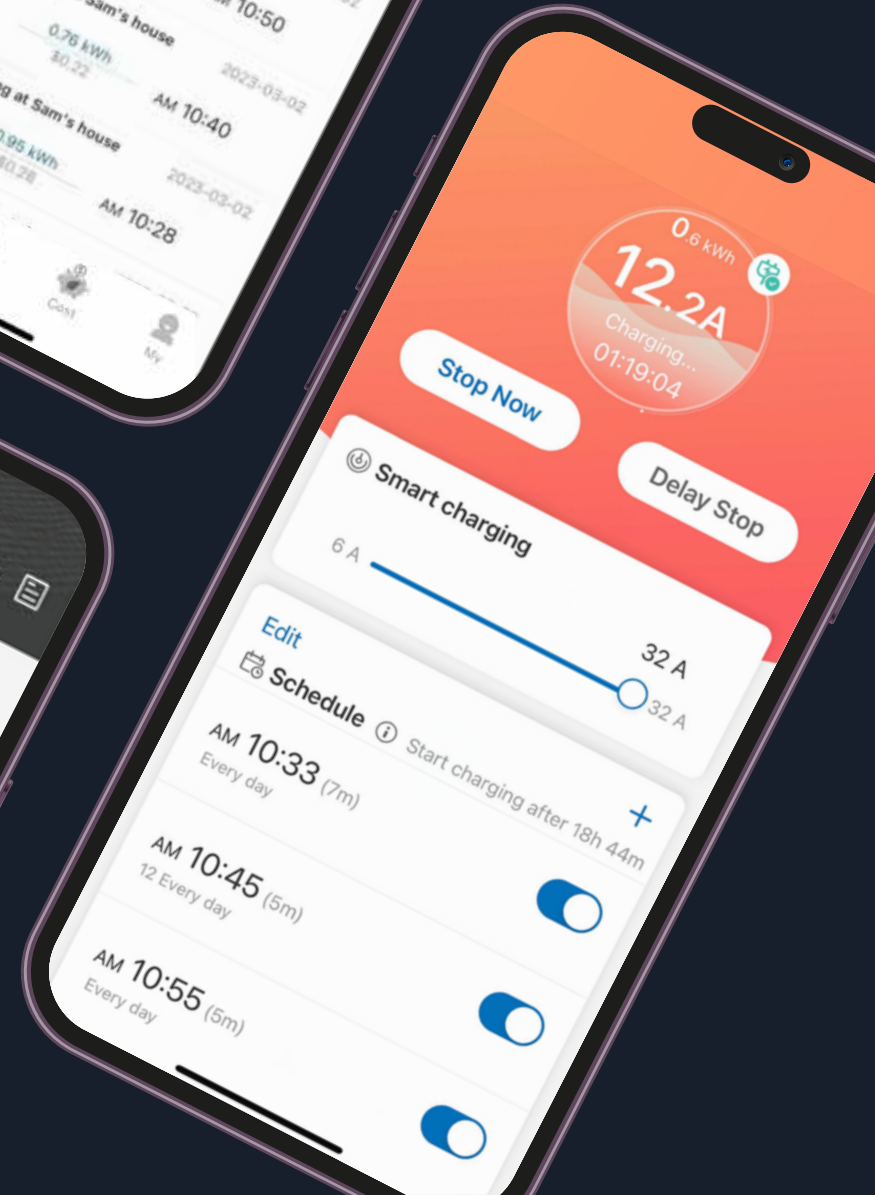 AM 10:50
Sam's house
0.76 kWh
$0.22
2023-03-02
AM 10:40
at Sam's house
0.95 kWh
$0.28
2023-03-02
AM 10:28
Cost
My
0.6 kWh
12.2A
Charging...
01:19:04
Stop Now
Delay Stop
Smart charging
32 A
6 A
32 A
Edit
Schedule
Start charging after 18h 44m
+
AM 10:33 (7m)
Every day
AM 10:45 (5m)
12 Every day
AM 10:55 (5m)
Every day